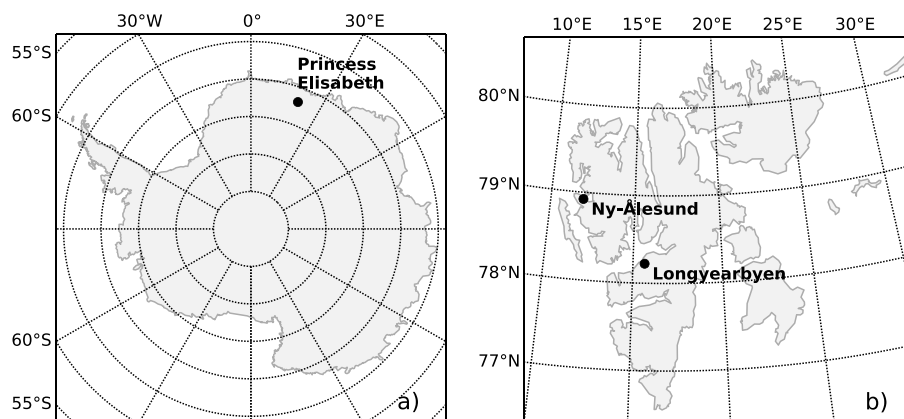 30°W 0° 30°E
55°S
60°S
Princess
Elisabeth
60°S
55°S
a)
10°E 15°E 20°E 25°E 30°E
80°N
79°N
78°N
77°N
Ny-Ålesund
Longyearbyen
b)